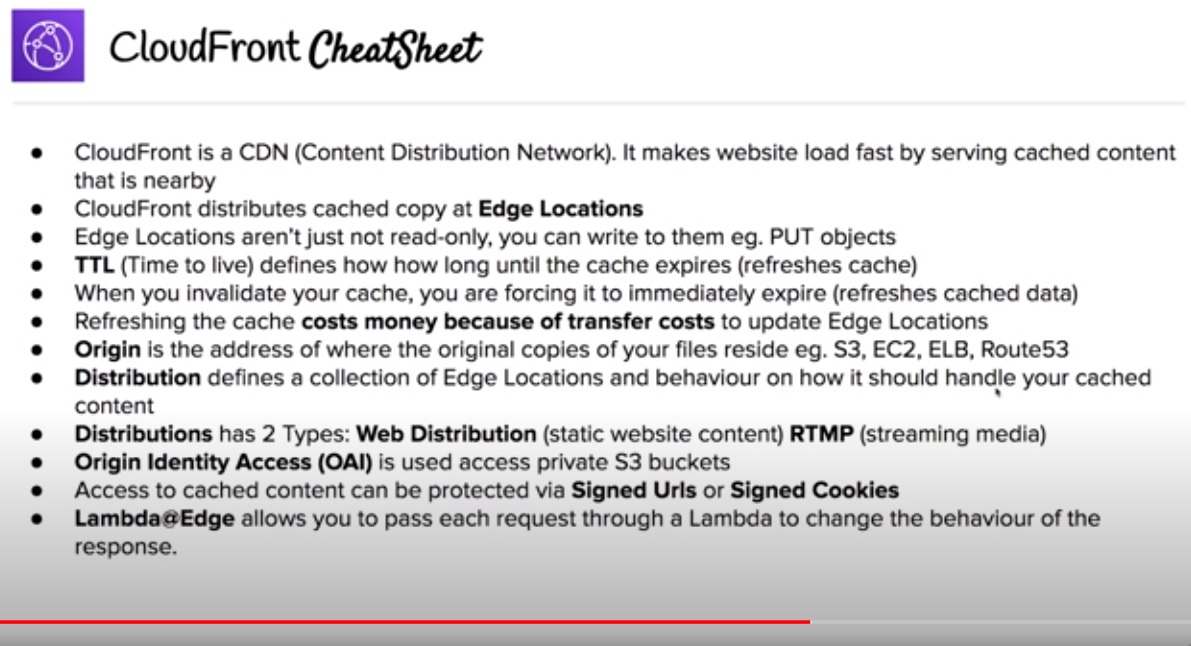 CloudFront CheatSheet
● CloudFront is a CDN (Content Distribution Network). It makes website load fast by serving cached content
that is nearby
● CloudFront distributes cached copy at Edge Locations
● Edge Locations aren't just not read-only, you can write to them eg. PUT objects
● TTL (Time to live) defines how how long until the cache expires (refreshes cache)
● When you invalidate your cache, you are forcing it to immediately expire (refreshes cached data)
● Refreshing the cache costs money because of transfer costs to update Edge Locations
● Origin is the address of where the original copies of your files reside eg. S3, EC2, ELB, Route53
● Distribution defines a collection of Edge Locations and behaviour on how it should handle your cached
content
● Distributions has 2 Types: Web Distribution (static website content) RTMP (streaming media)
● Origin Identity Access (OAI) is used access private S3 buckets
● Access to cached content can be protected via Signed Urls or Signed Cookies
● Lambda@Edge allows you to pass each request through a Lambda to change the behaviour of the
response.